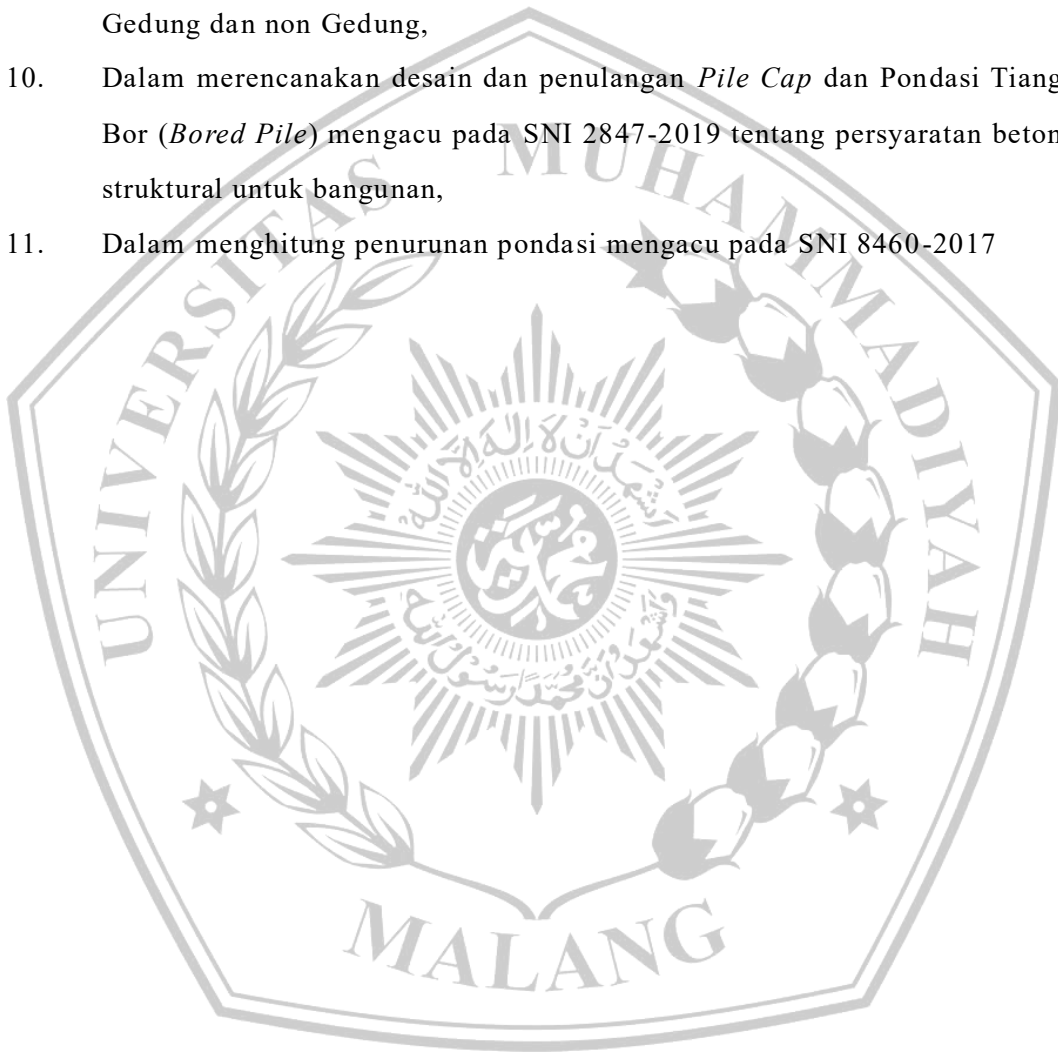 Gedung dan non Gedung,
10. Dalam merencanakan desain dan penulangan Pile Cap dan Pondasi Tiang
Bor (Bored Pile) mengacu pada SNI 2847-2019 tentang persyaratan beton
struktural untuk bangunan,
11. Dalam menghitung penurunan pondasi mengacu pada SNI 8460-2017
UNIVERSITAS MUHAMMADIYAH
MALANG